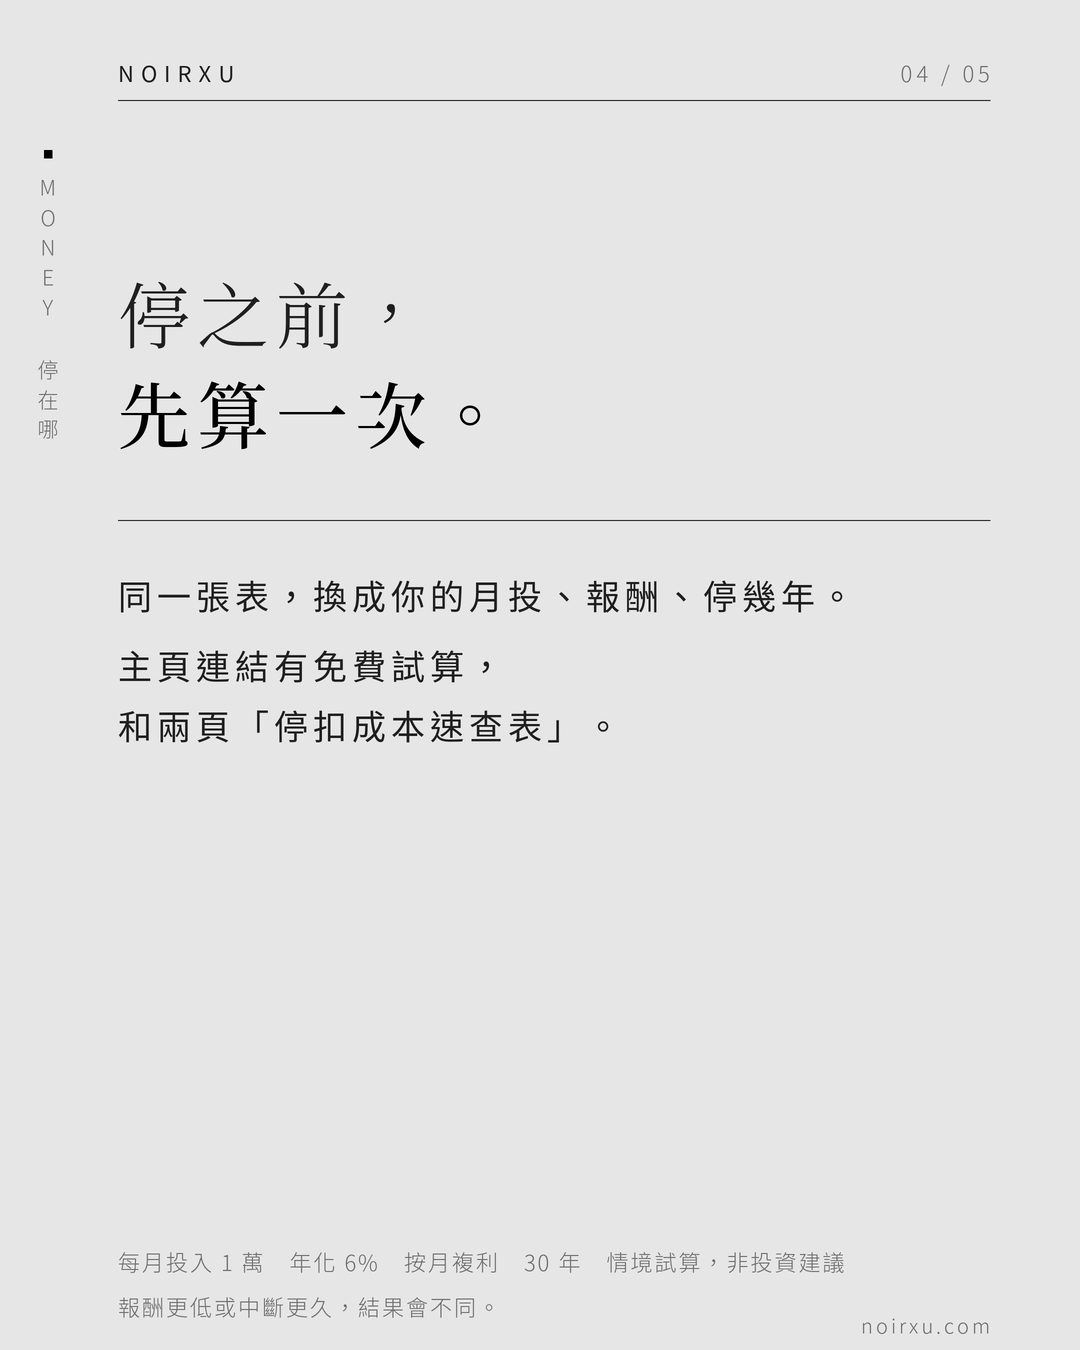 NOIRXU
04 / 05
MONEY 停在哪
停之前，
先算一次。
同一張表，換成你的月投、報酬、停幾年。
主頁連結有免費試算，
和兩頁「停扣成本速查表」。
每月投入 1 萬　年化 6%　按月複利　30 年　情境試算，非投資建議
報酬更低或中斷更久，結果會不同。
noirxu.com